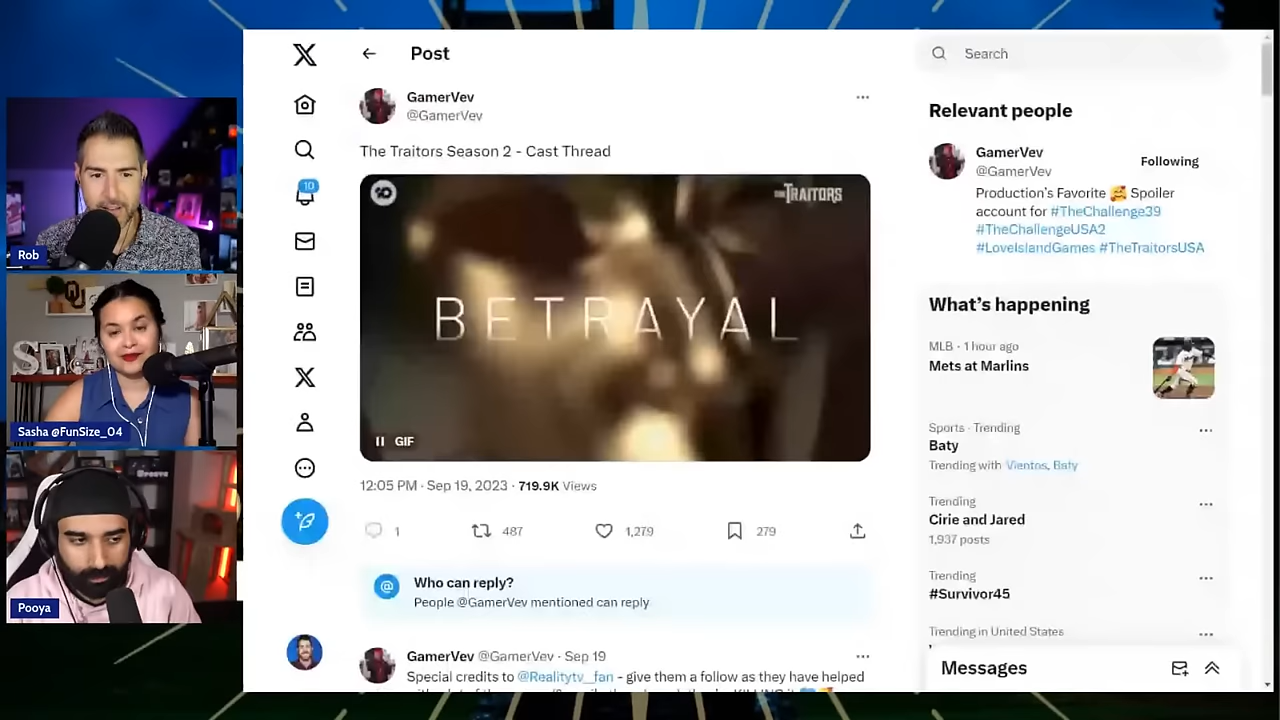 Rob
Sasha @FunSize_04
Pooya
Post
GamerVev
@GamerVev
The Traitors Season 2 - Cast Thread
10
TRAITORS
BETRAYAL
GIF
12:05 PM · Sep 19, 2023 · 719.9K Views
1
487
1,279
279
Who can reply?
People @GamerVev mentioned can reply
GamerVev @GamerVev · Sep 19
Special credits to @Realitytv_fan - give them a follow as they have helped
10
Search
Relevant people
GamerVev
@GamerVev
Following
Production's Favorite 🥰 Spoiler
account for #TheChallenge39
#TheChallengeUSA2
#LoveIslandGames #TheTraitorsUSA
What's happening
MLB · 1 hour ago
Mets at Marlins
Sports · Trending
Baty
Trending with Vientos, Baty
Trending
Cirie and Jared
1,937 posts
Trending
#Survivor45
Trending in United States
Messages